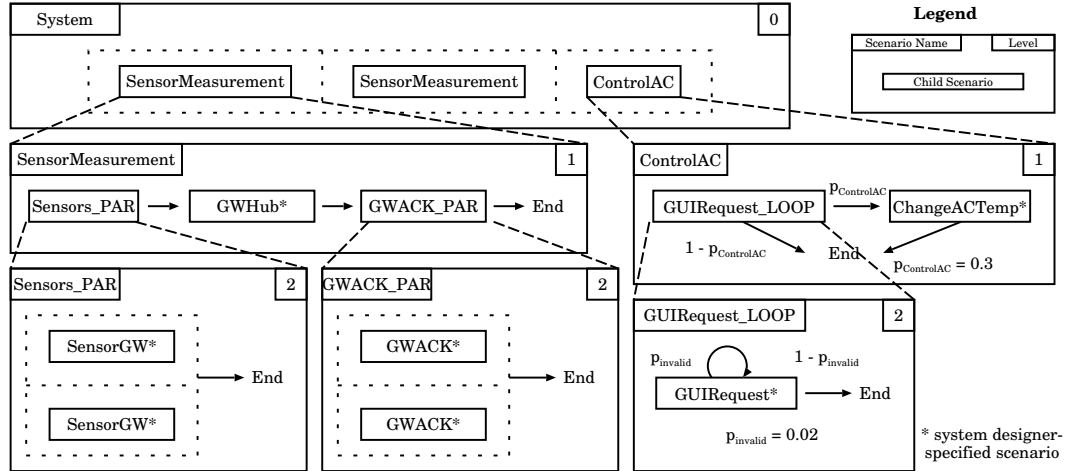 System
0
SensorMeasurement
SensorMeasurement
ControlAC
Legend
Scenario Name
Level
Child Scenario
SensorMeasurement
1
Sensors_PAR
GWHub*
GWACK_PAR
End
ControlAC
1
GUIRequest_LOOP
pControlAC
ChangeACTemp*
1 - pControlAC
End
pControlAC = 0.3
Sensors_PAR
2
SensorGW*
SensorGW*
End
GWACK_PAR
2
GWACK*
GWACK*
End
GUIRequest_LOOP
2
pinvalid
1 - pinvalid
GUIRequest*
End
pinvalid = 0.02
* system designer-
specified scenario